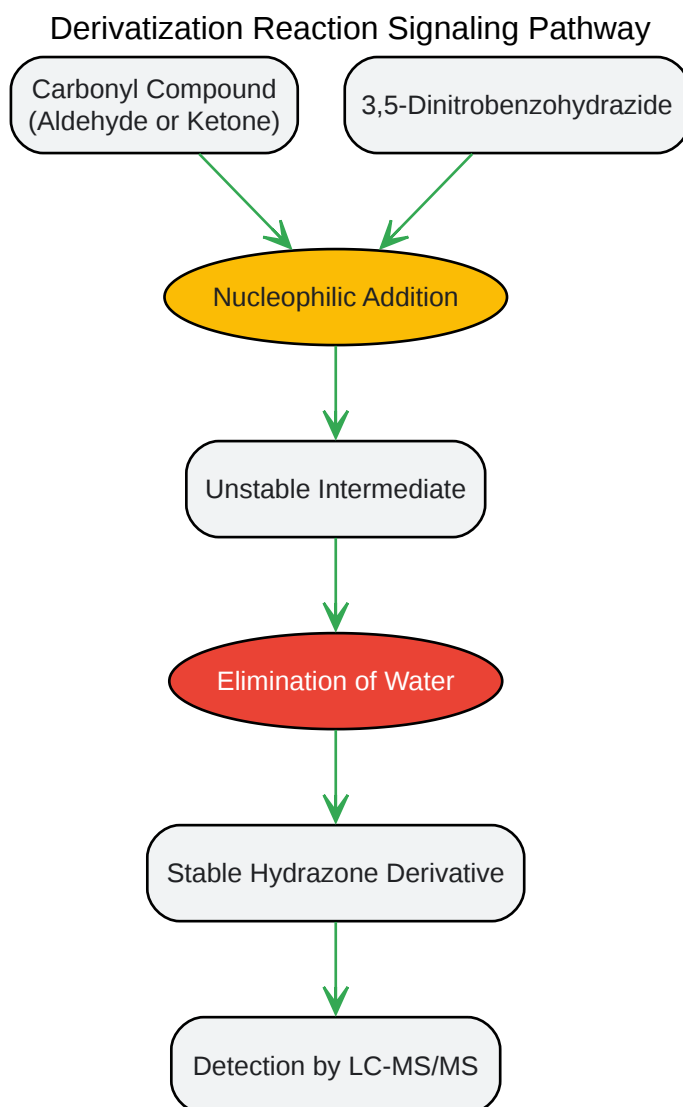 Derivatization Reaction Signaling Pathway
Carbonyl Compound
(Aldehyde or Ketone)
3,5-Dinitrobenzohydrazide
Nucleophilic Addition
Unstable Intermediate
Elimination of Water
Stable Hydrazone Derivative
Detection by LC-MS/MS